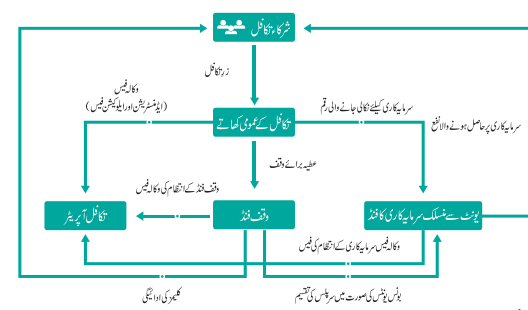 شرکاء تکافل
زرِ تکافل
وکالہ فیس
(ایڈمنسٹریشن اور ایلوکیشن فیس)
سرمایہ کاری کیلئے نکالی جانے والی رقم
سرمایہ کاری پر حاصل ہونے والا نفع
تکافل کے عمومی کھاتے
عطیہ برائے وقف
وقف فنڈ کے انتظام کی وکالہ فیس
تکافل آپریٹر
وقف فنڈ
یونٹ سے منسلک سرمایہ کاری کا فنڈ
وکالہ فیس سرمایہ کاری کے انتظام کی فیس
کلیمز کی ادائیگی
بونس یونٹس کی صورت میں سرپلس کی تقسیم